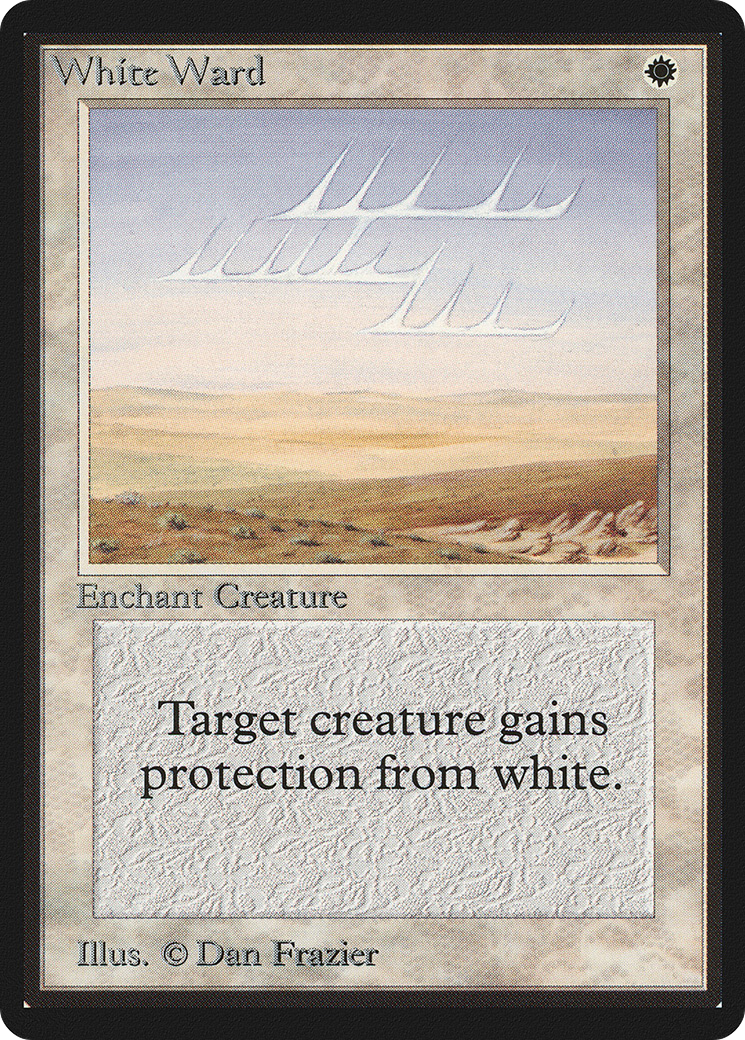 White Ward
Enchant Creature
Target creature gains
protection from white.
Illus. © Dan Frazier